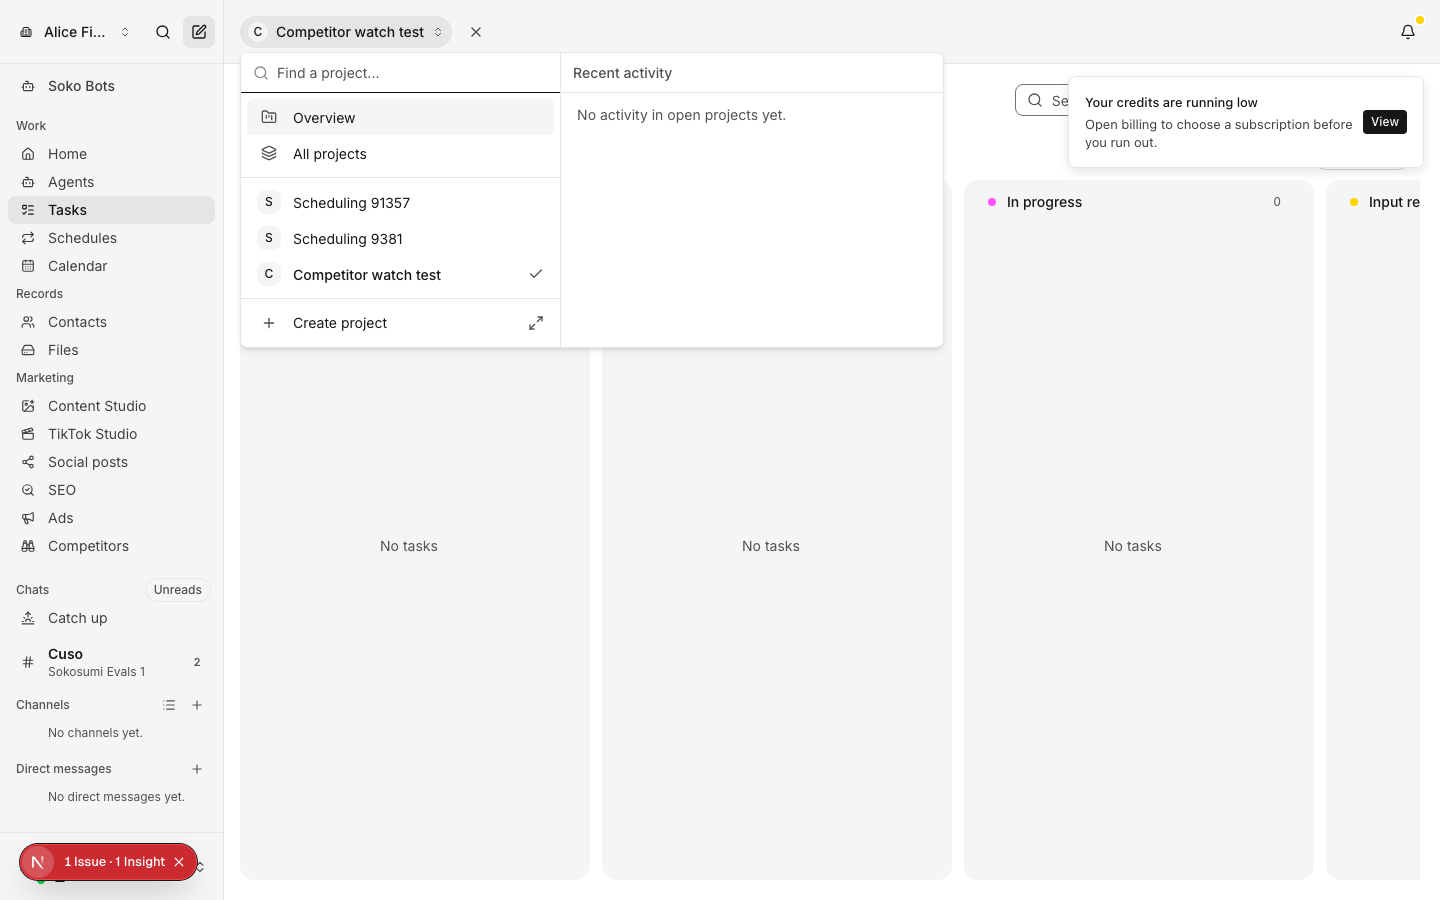 Alice Fi...
Soko Bots
Work
Home
Agents
Tasks
Schedules
Calendar
Records
Contacts
Files
Marketing
Content Studio
TikTok Studio
Social posts
SEO
Ads
Competitors
Chats
Unreads
Catch up
Cuso
2
Sokosumi Evals 1
Channels
No channels yet.
Direct messages
No direct messages yet.
N
1 Issue · 1 Insight
C
Competitor watch test
Find a project...
Overview
All projects
S
Scheduling 91357
S
Scheduling 9381
C
Competitor watch test
Create project
Recent activity
No activity in open projects yet.
Se
Your credits are running low
Open billing to choose a subscription before
you run out.
View
In progress
0
Input re
No tasks
No tasks
No tasks